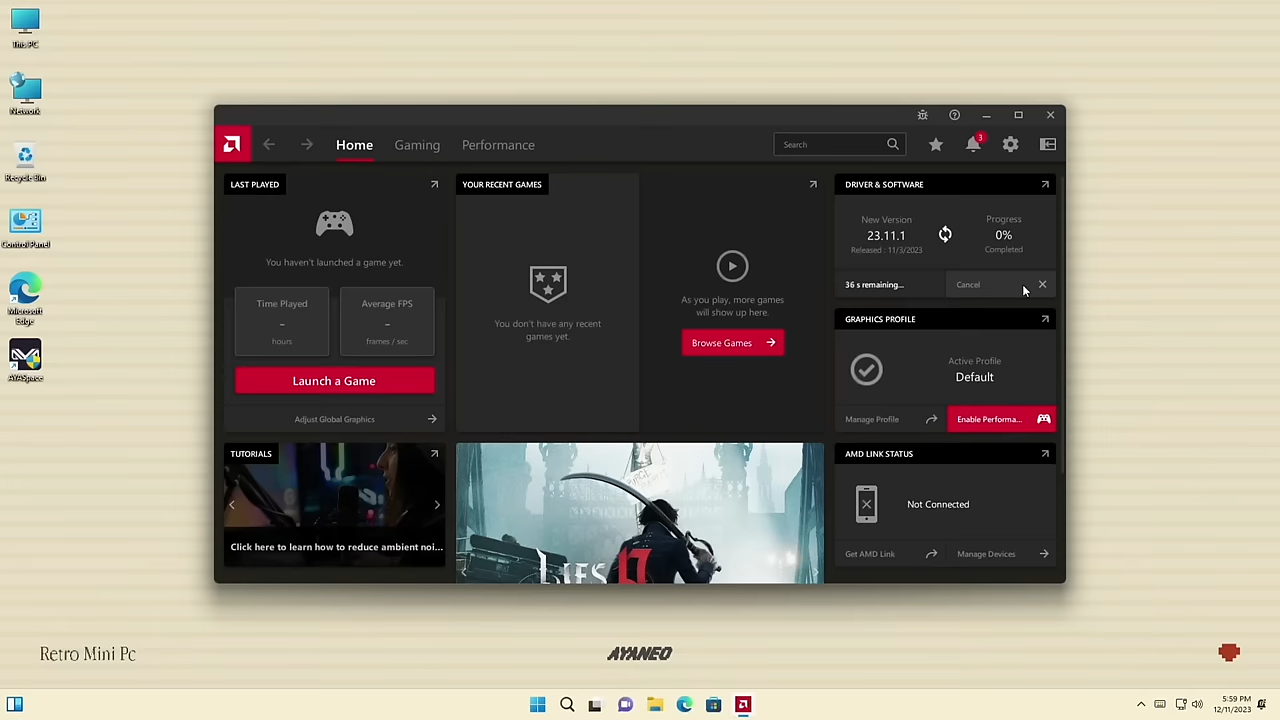 This PC
Network
Recycle Bin
Control Panel
Microsoft
Edge
AYASpace
Home
Gaming
Performance
Search
3
LAST PLAYED
You haven't launched a game yet.
Time Played
–
hours
Average FPS
–
frames / sec
Launch a Game
Adjust Global Graphics
YOUR RECENT GAMES
You don't have any recent
games yet.
As you play, more games
will show up here.
Browse Games
DRIVER & SOFTWARE
New Version
23.11.1
Released : 11/3/2023
Progress
0%
Completed
36 s remaining...
Cancel
GRAPHICS PROFILE
Active Profile
Default
Manage Profile
Enable Performa...
TUTORIALS
Click here to learn how to reduce ambient noi...
LIES
AMD LINK STATUS
Not Connected
Get AMD Link
Manage Devices
Retro Mini Pc
AYANEO
5:59 PM
12/11/2023